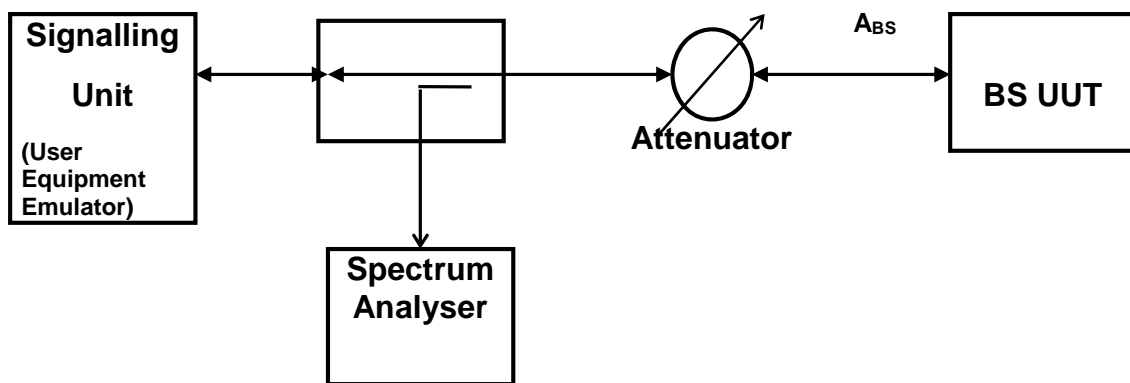 Signalling
Unit
(User
Equipment
Emulator)
Attenuator
ABS
BS UUT
Spectrum
Analyser